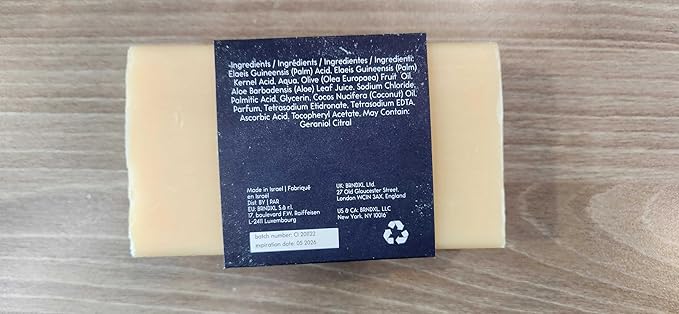 Ingredients / Ingrédients / Ingredientes / Ingredienti:
Elaeis Guineensis (Palm) Acid, Elaeis Guineensis (Palm)
Kernel Acid, Aqua, Olive (Olea Europaea) Fruit Oil,
Aloe Barbadensis (Aloe) Leaf Juice, Sodium Chloride,
Palmitic Acid, Glycerin, Cocos Nucifera (Coconut) Oil,
Parfum, Tetrasodium Etidronate, Tetrasodium EDTA,
Ascorbic Acid, Tocopheryl Acetate, May Contain:
Geraniol Citral
Made in Israel | Fabriqué
en Israël
Dist BY | PAR
EU: BRNDXL S.à r.l.
17, boulevard F.W. Raiffeisen
L-2411 Luxembourg
batch number: CI 201122
expiration date: 05 2026
UK: BRNDXL Ltd.
27 Old Gloucester Street,
London WC1N 3AX, England
US & CA: BRNDXL, LLC
New York, NY 10016